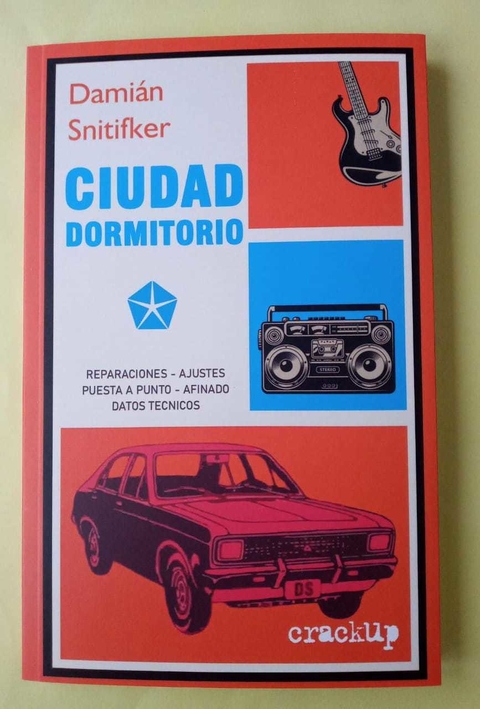 Damián
Snitifker
CIUDAD
DORMITORIO
REPARACIONES - AJUSTES
PUESTA A PUNTO - AFINADO
DATOS TECNICOS
STEREO
DS
crackup